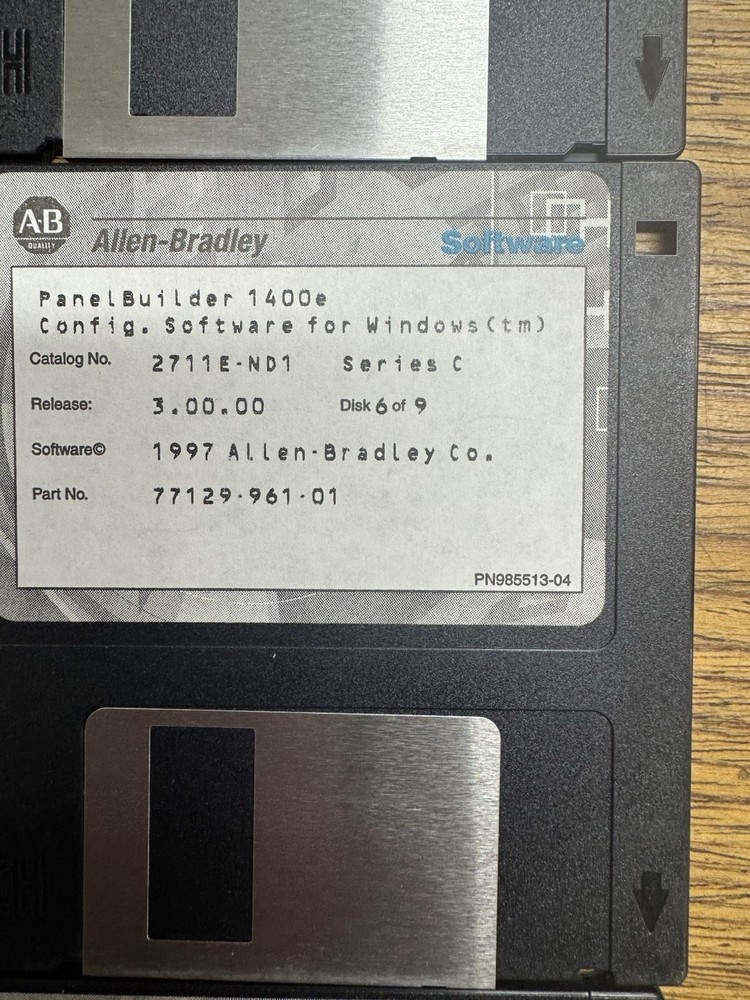 AB
QUALITY
Allen-Bradley
Software
PanelBuilder 1400e
Config. Software for Windows(tm)
Catalog No. 2711E-ND1 Series C
Release: 3.00.00 Disk 6 of 9
Software© 1997 Allen-Bradley Co.
Part No. 77129-961-01
PN985513-04